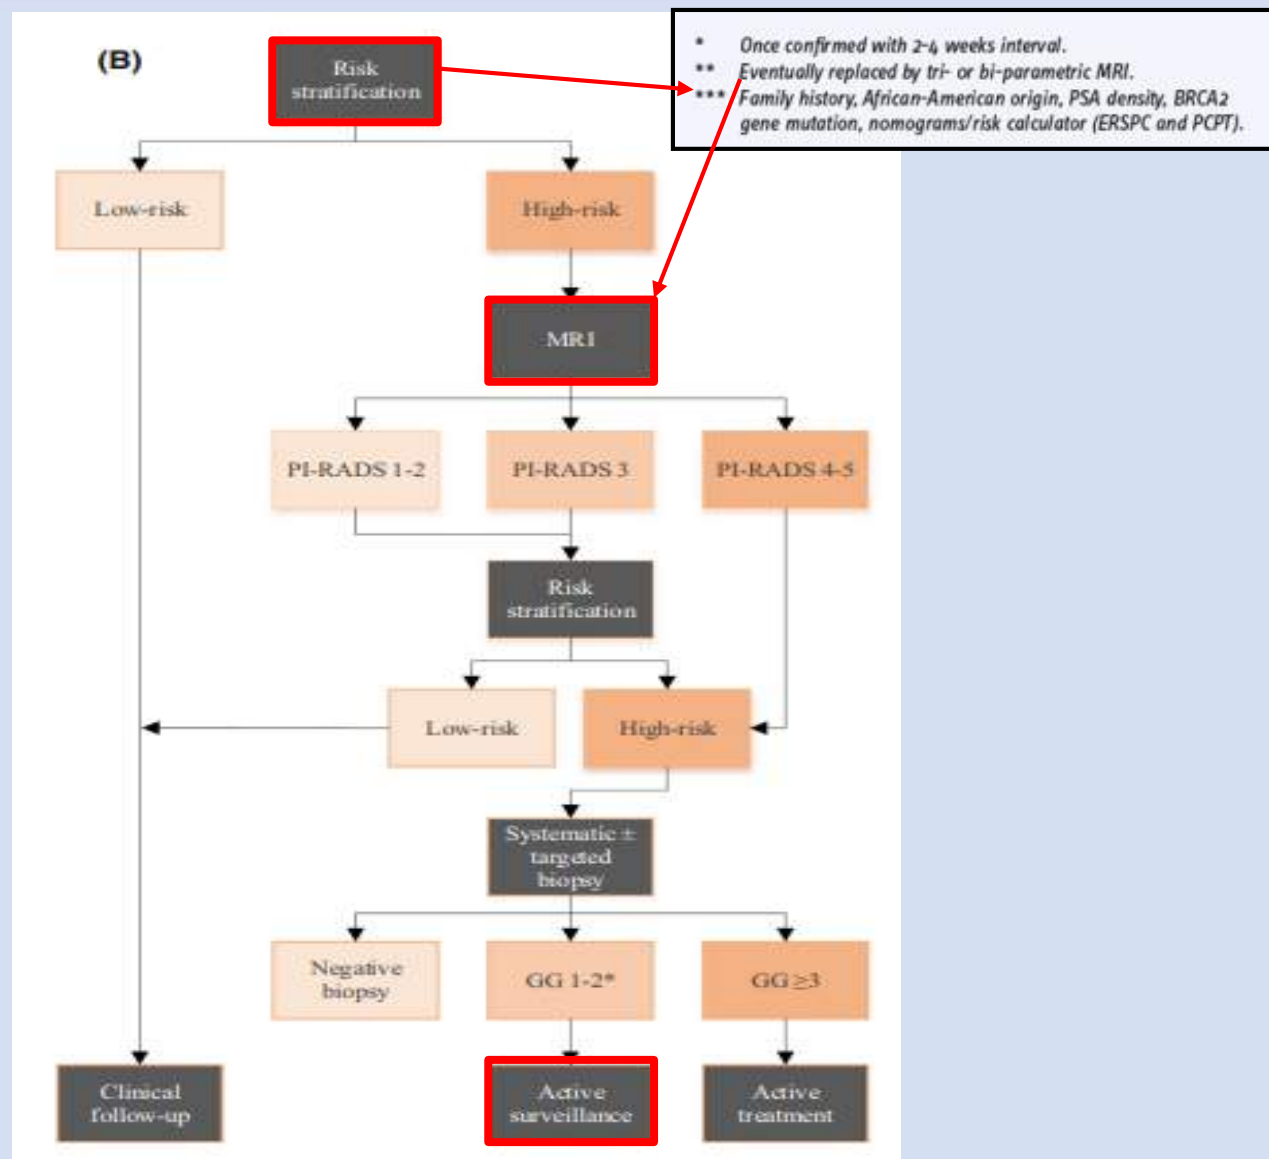 (B)
Risk
stratification
* Once confirmed with 2-4 weeks interval.
** Eventually replaced by tri- or bi-parametric MRI.
*** Family history, African-American origin, PSA density, BRCA2
gene mutation, nomograms/risk calculator (ERSPC and PCPT).
Low-risk
High-risk
MRI
PI-RADS 1-2
PI-RADS 3
PI-RADS 4-5
Risk
stratification
Low-risk
High-risk
Systematic ±
targeted
biopsy
Negative
biopsy
GG 1-2*
GG ≥3
Clinical
follow-up
Active
surveillance
Active
treatment